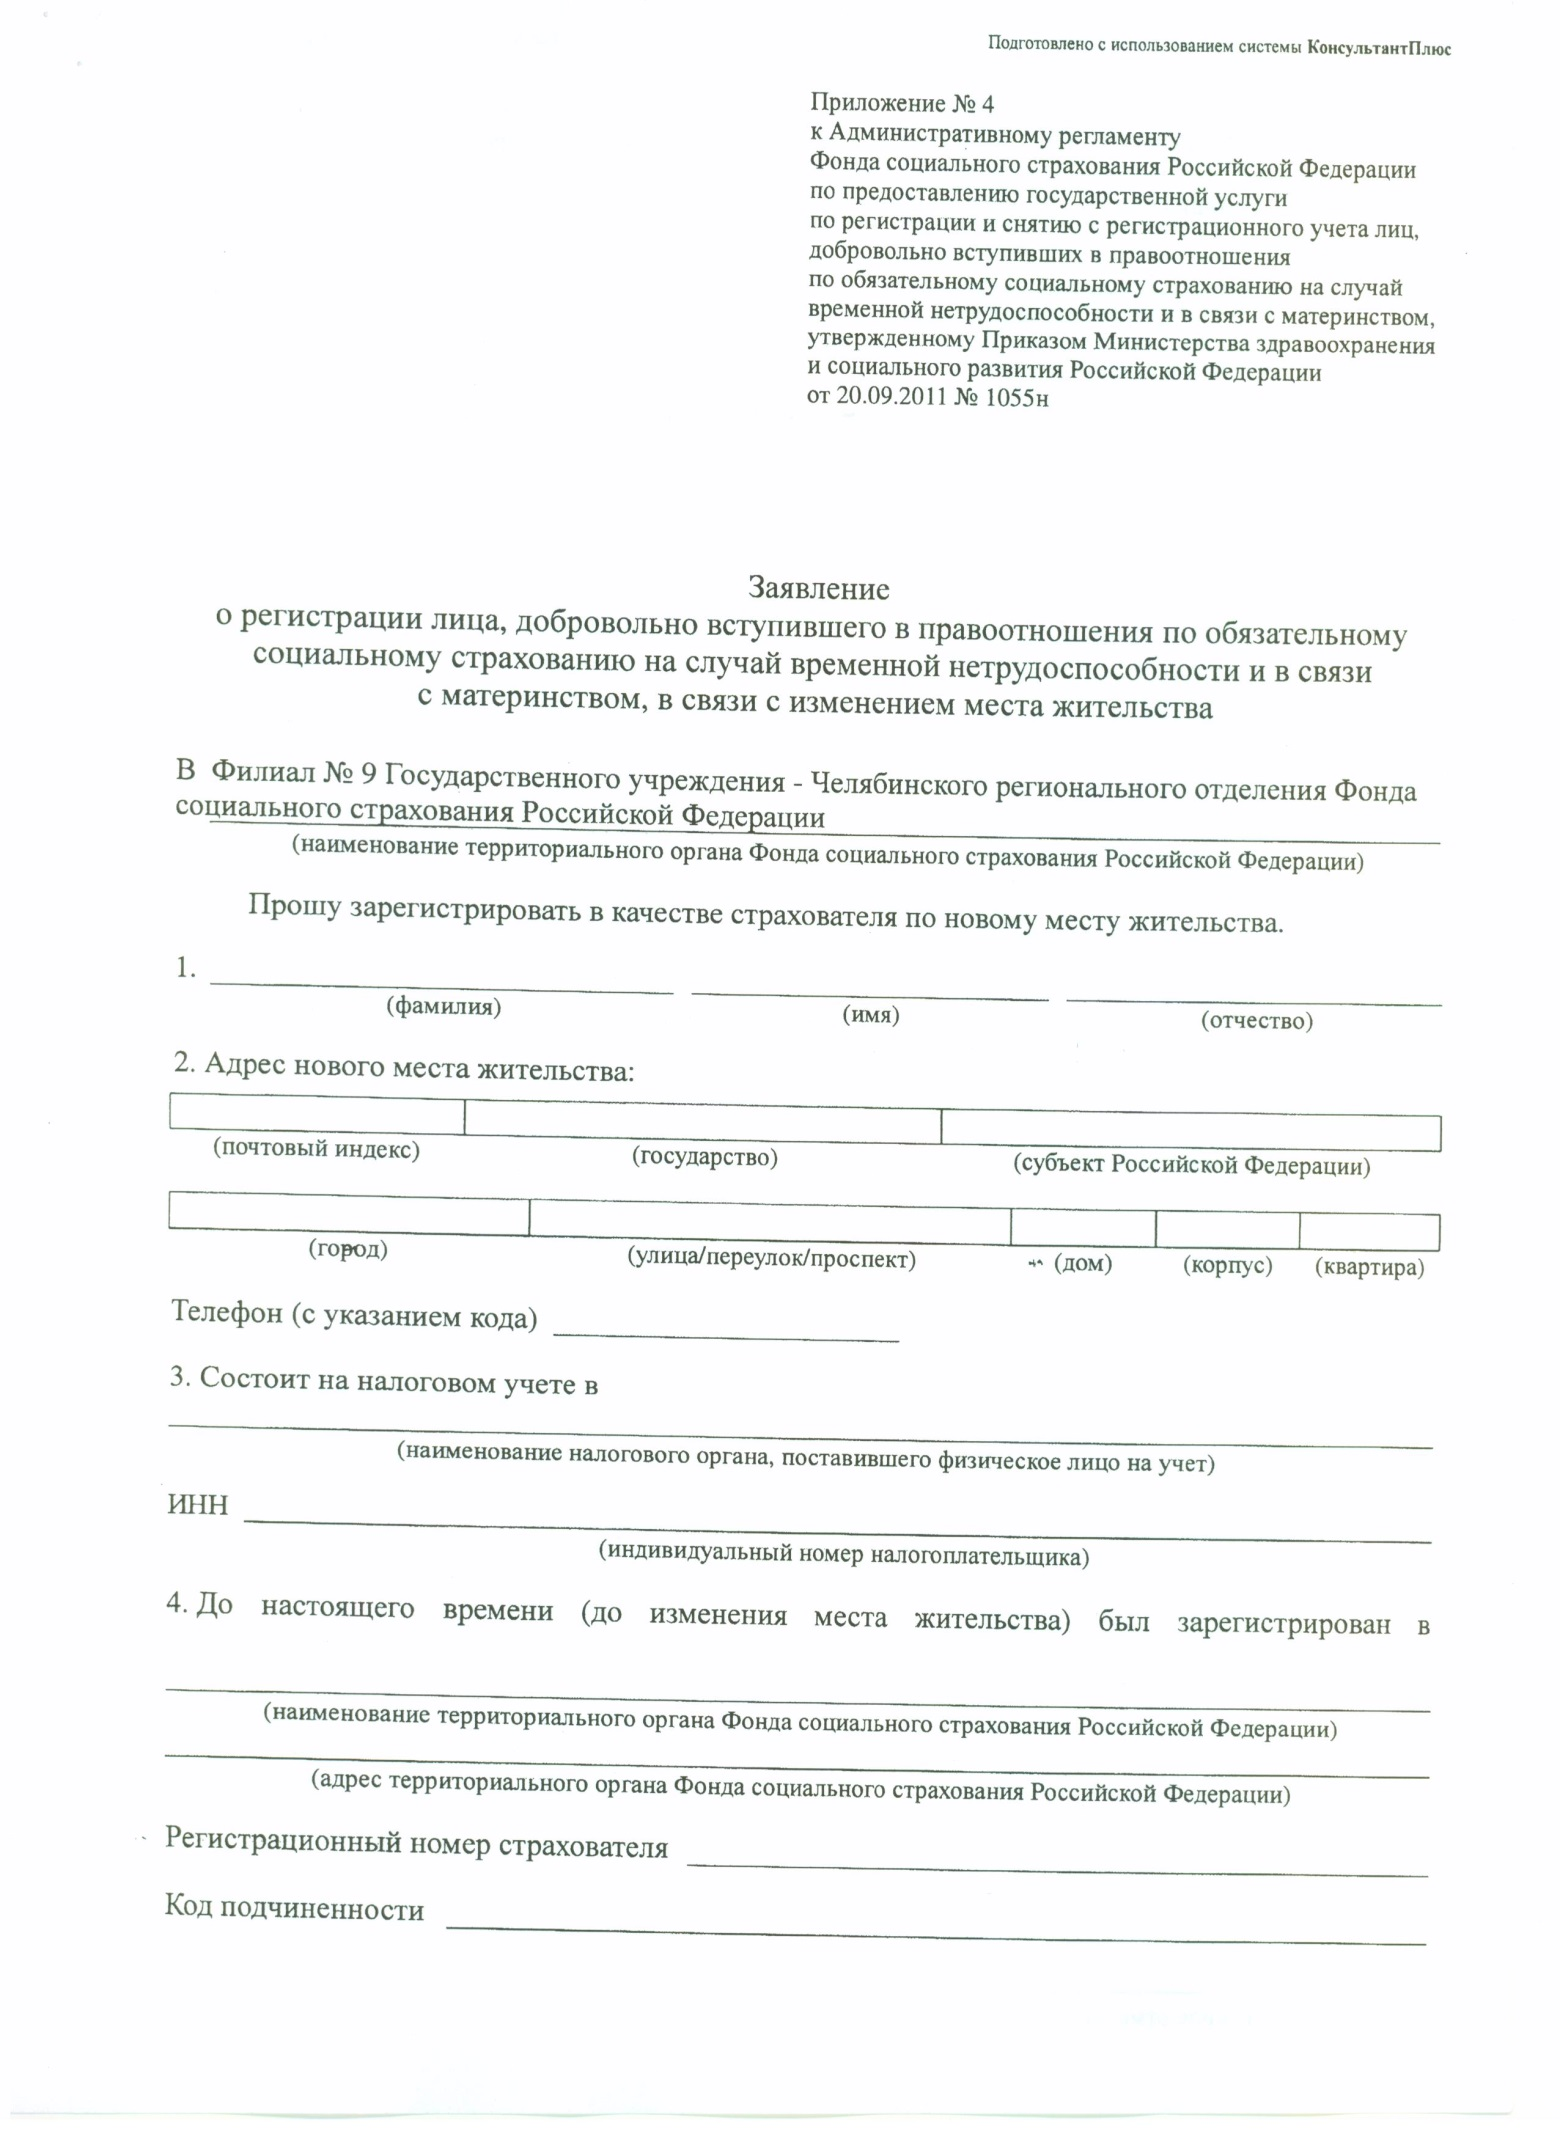 Подготовлено с использованием системы КонсультантПлюс
Приложение № 4
к Административному регламенту
Фонда социального страхования Российской Федерации
по предоставлению государственной услуги
по регистрации и снятию с регистрационного учета лиц,
добровольно вступивших в правоотношения
по обязательному социальному страхованию на случай
временной нетрудоспособности и в связи с материнством,
утвержденному Приказом Министерства здравоохранения
и социального развития Российской Федерации
от 20.09.2011 № 1055н
Заявление
о регистрации лица, добровольно вступившего в правоотношения по обязательному
социальному страхованию на случай временной нетрудоспособности и в связи
с материнством, в связи с изменением места жительства
В Филиал № 9 Государственного учреждения - Челябинского регионального отделения Фонда
социального страхования Российской Федерации
(наименование территориального органа Фонда социального страхования Российской Федерации)
Прошу зарегистрировать в качестве страхователя по новому месту жительства.
1.
(фамилия) (имя) (отчество)
2. Адрес нового места жительства:
(почтовый индекс) (государство) (субъект Российской Федерации)
(город) (улица/переулок/проспект) (дом) (корпус) (квартира)
Телефон (с указанием кода)
3. Состоит на налоговом учете в
(наименование налогового органа, поставившего физическое лицо на учет)
ИНН
(индивидуальный номер налогоплательщика)
4. До настоящего времени (до изменения места жительства) был зарегистрирован в
(наименование территориального органа Фонда социального страхования Российской Федерации)
(адрес территориального органа Фонда социального страхования Российской Федерации)
Регистрационный номер страхователя
Код подчиненности